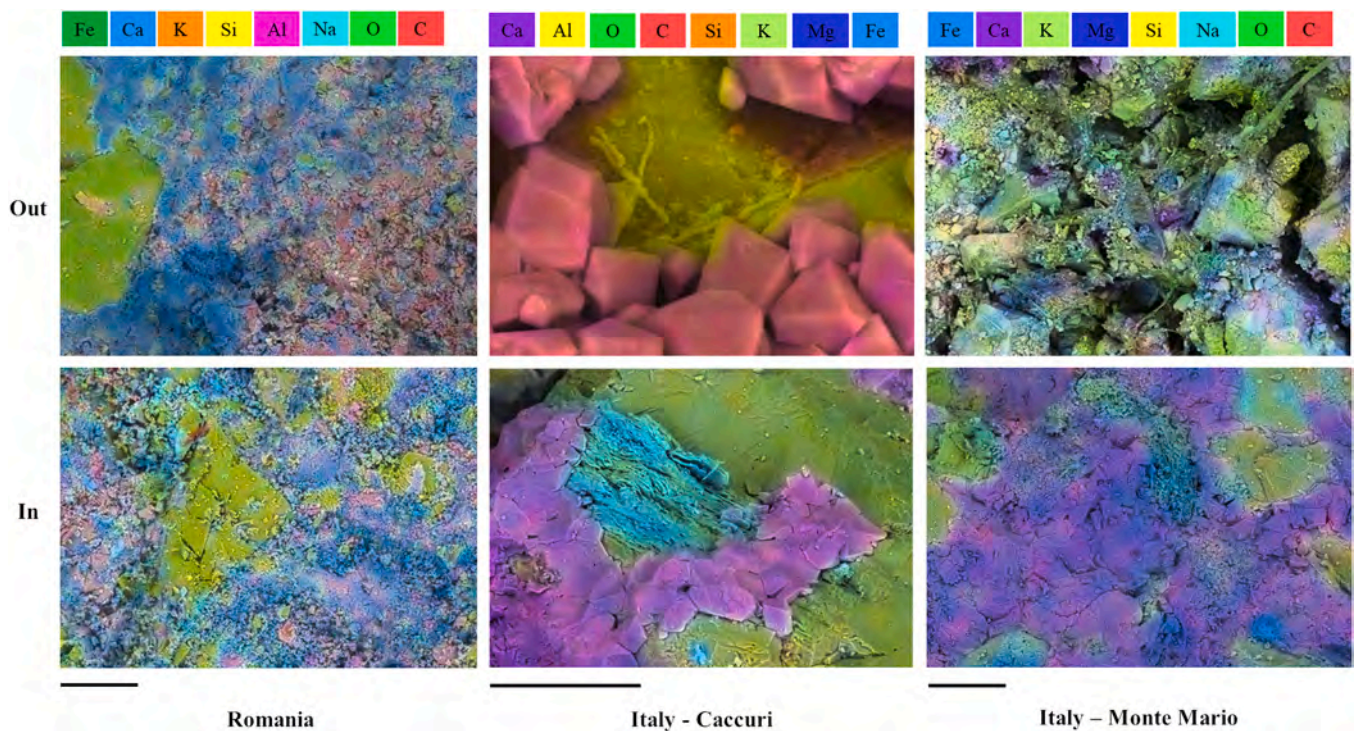 Fe Ca K Si Al Na O C
Ca Al O C Si K Mg Fe
Fe Ca K Mg Si Na O C
Out
In
Romania
Italy - Caccuri
Italy – Monte Mario